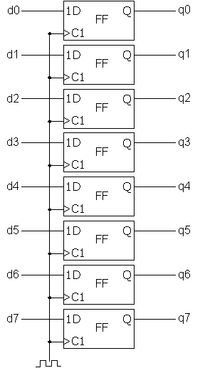 d0 1D FF Q q0
>C1
d1 1D FF Q q1
>C1
d2 1D FF Q q2
>C1
d3 1D FF Q q3
>C1
d4 1D FF Q q4
>C1
d5 1D FF Q q5
>C1
d6 1D FF Q q6
>C1
d7 1D FF Q q7
>C1